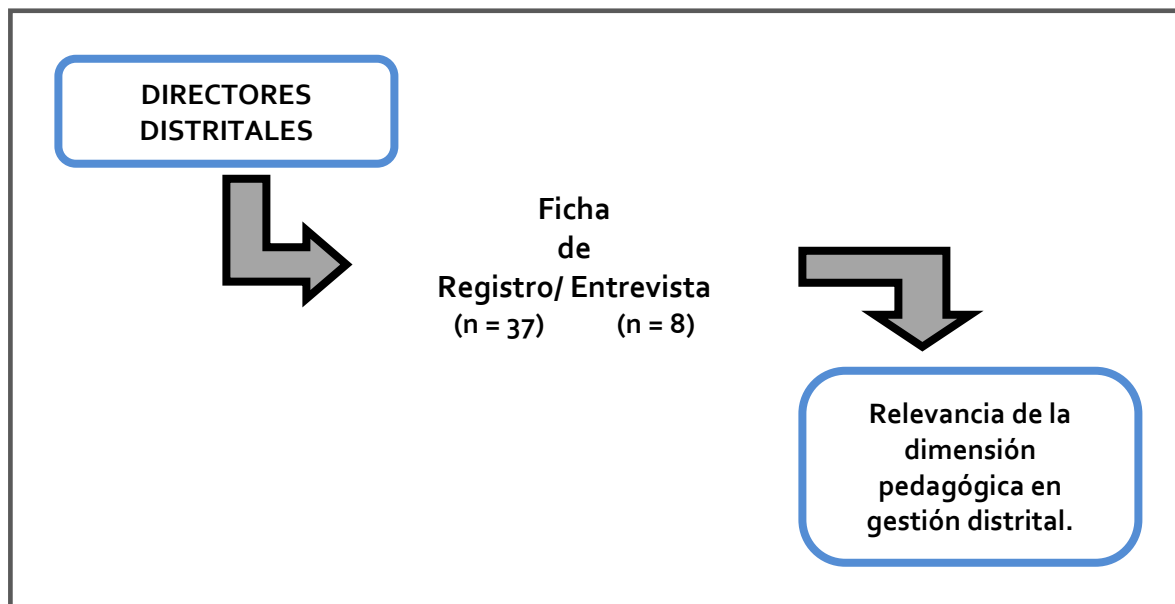 DIRECTORES
DISTRITALES
Ficha
de
Registro/ Entrevista
(n = 37) (n = 8)
Relevancia de la
dimensión
pedagógica en
gestión distrital.